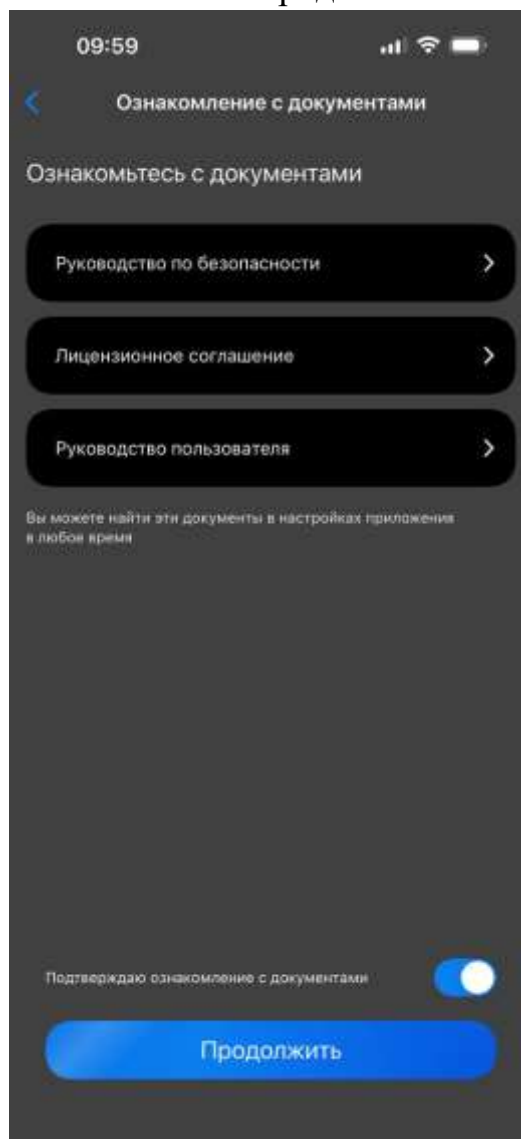 09:59
Ознакомление с документами
Ознакомьтесь с документами
Руководство по безопасности
Лицензионное соглашение
Руководство пользователя
Вы можете найти эти документы в настройках приложения
в любое время
Подтверждаю ознакомление с документами
Продолжить